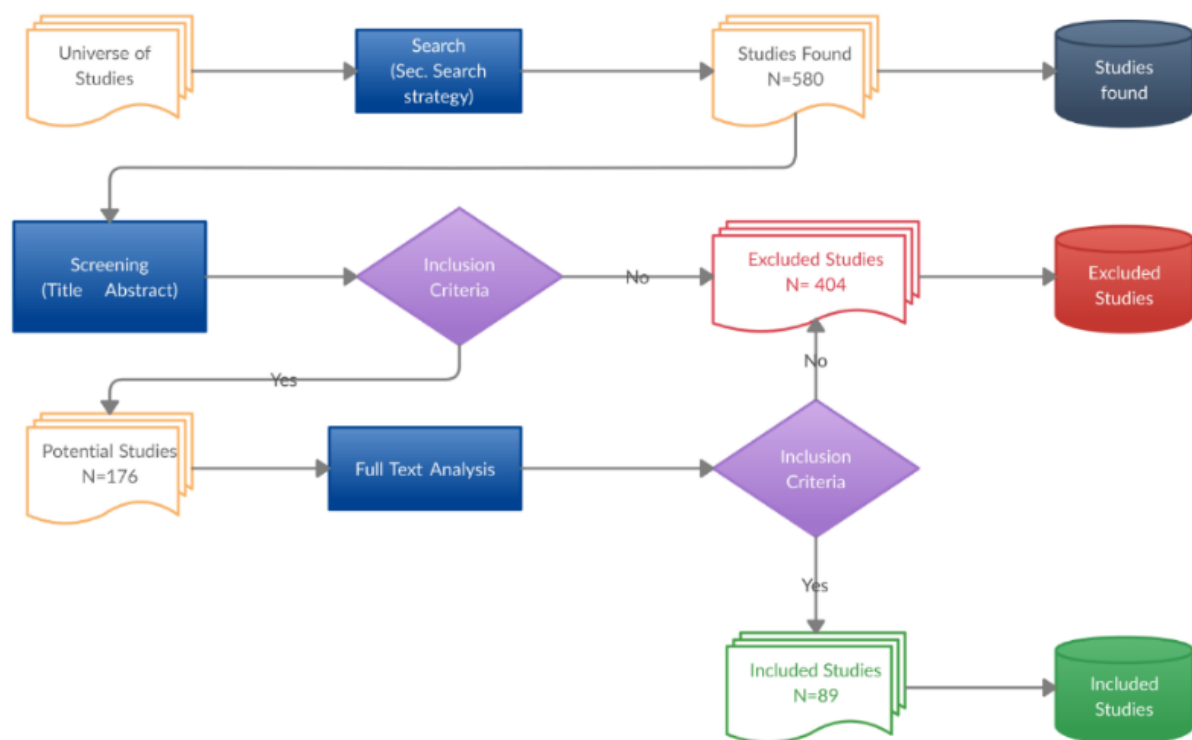 Universe of
Studies
Search
(Sec. Search
strategy)
Studies Found
N=580
Studies
found
Screening
(Title Abstract)
Inclusion
Criteria
No
Excluded Studies
N= 404
Excluded
Studies
Yes
No
Potential Studies
N=176
Full Text Analysis
Inclusion
Criteria
Yes
Included Studies
N=89
Included
Studies